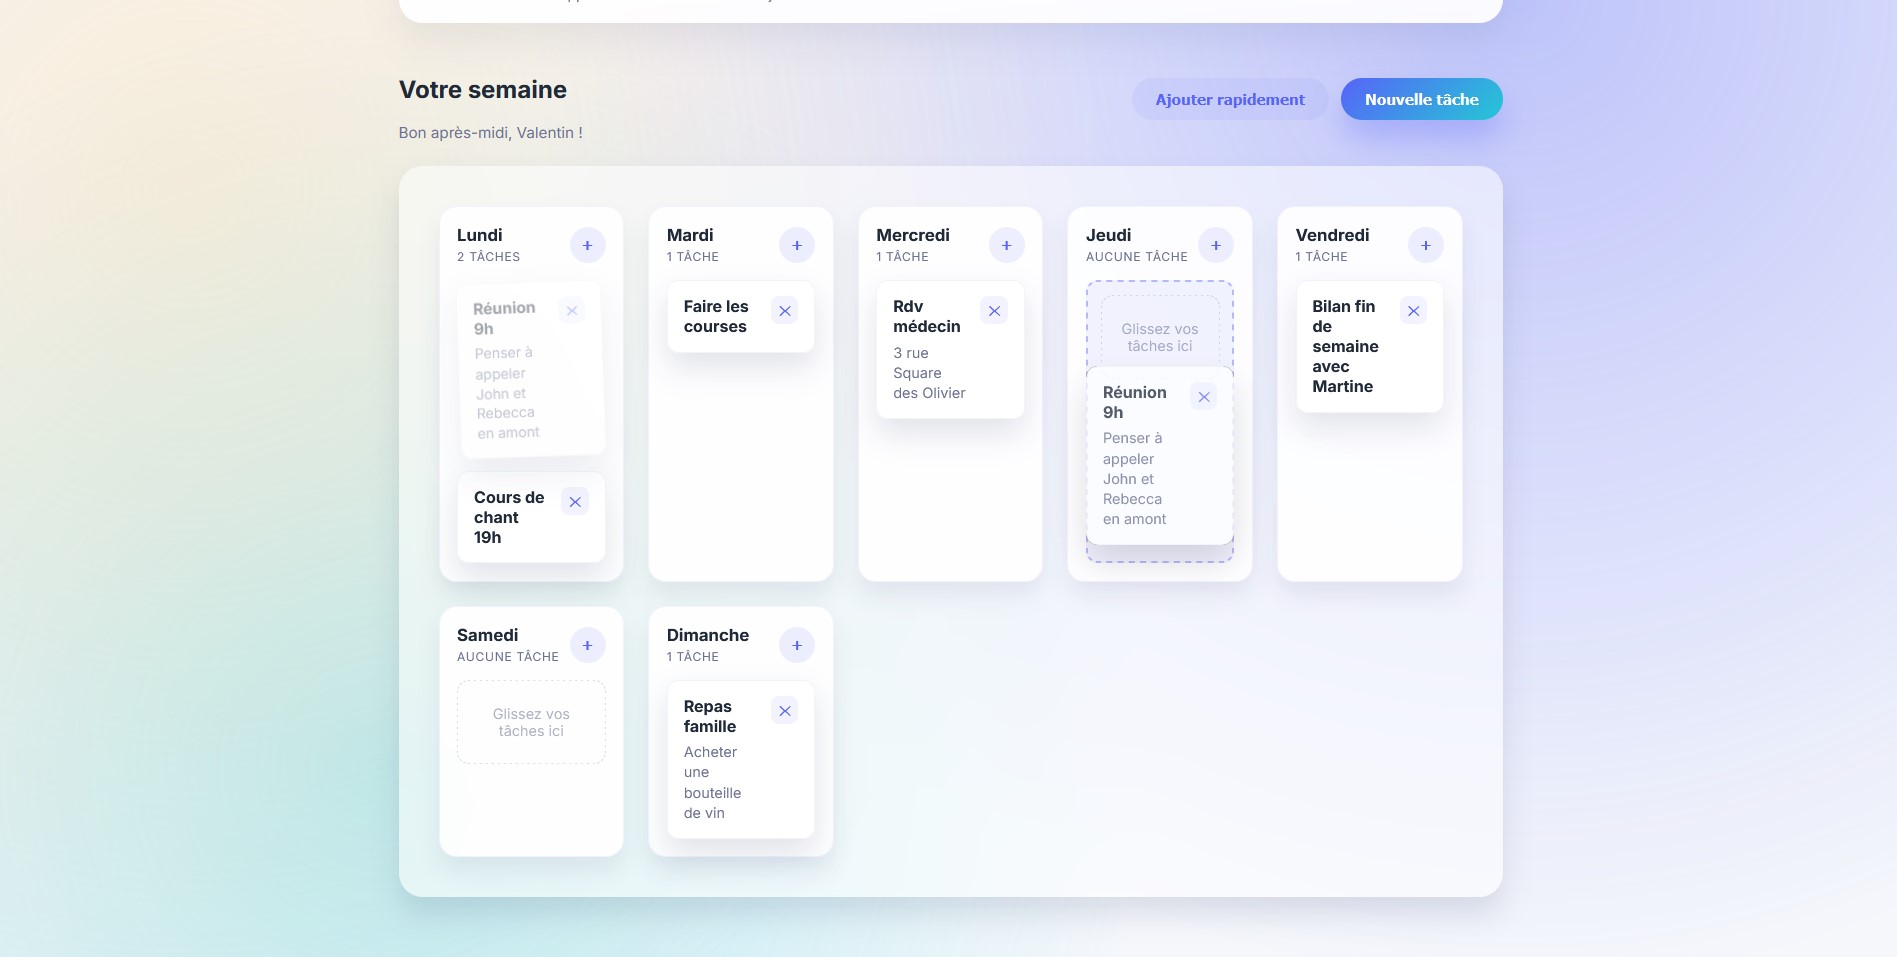 Votre semaine
Ajouter rapidement
Nouvelle tâche
Bon après-midi, Valentin !
Lundi
2 TÂCHES
+
Réunion
9h
Penser à
appeler
John et
Rebecca
en amont
Cours de
chant
19h
Mardi
1 TÂCHE
+
Faire les
courses
Mercredi
1 TÂCHE
+
Rdv
médecin
3 rue
Square
des Olivier
Jeudi
AUCUNE TÂCHE
+
Glissez vos
tâches ici
Réunion
9h
Penser à
appeler
John et
Rebecca
en amont
Vendredi
1 TÂCHE
+
Bilan fin
de
semaine
avec
Martine
Samedi
AUCUNE TÂCHE
+
Glissez vos
tâches ici
Dimanche
1 TÂCHE
+
Repas
famille
Acheter
une
bouteille
de vin